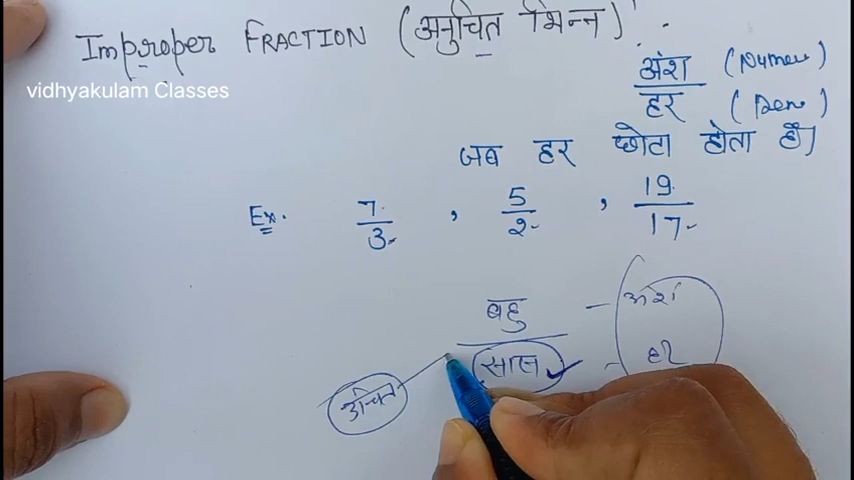 Improper FRACTION (अनुचित भिन्न)
vidhyakulam Classes
अंश (Nume)
हर (Den)
जब हर छोटा होता है।
Ex. 7/3 , 5/2 , 19/17
बहु - अंश
सास - हर
उचित